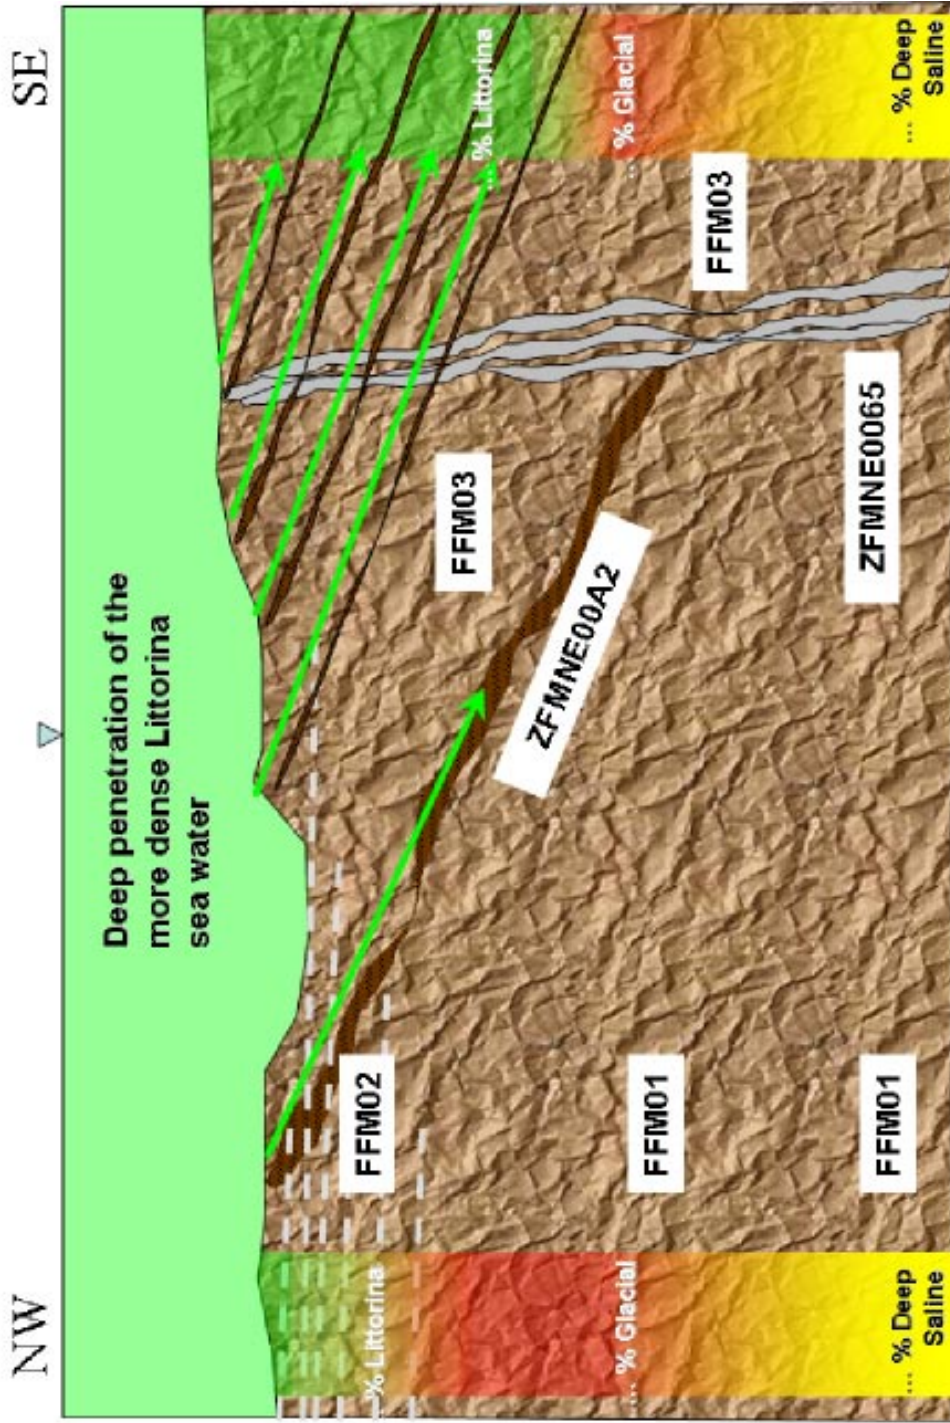 NW
SE
Deep penetration of the
more dense Littorina
sea water
...% Littorina
...% Littorina
FFM02
FFM03
ZFMNE00A2
... % Glacial
... % Glacial
FFM01
FFM03
FFM01
ZFMNE0065
... % Deep
Saline
... % Deep
Saline